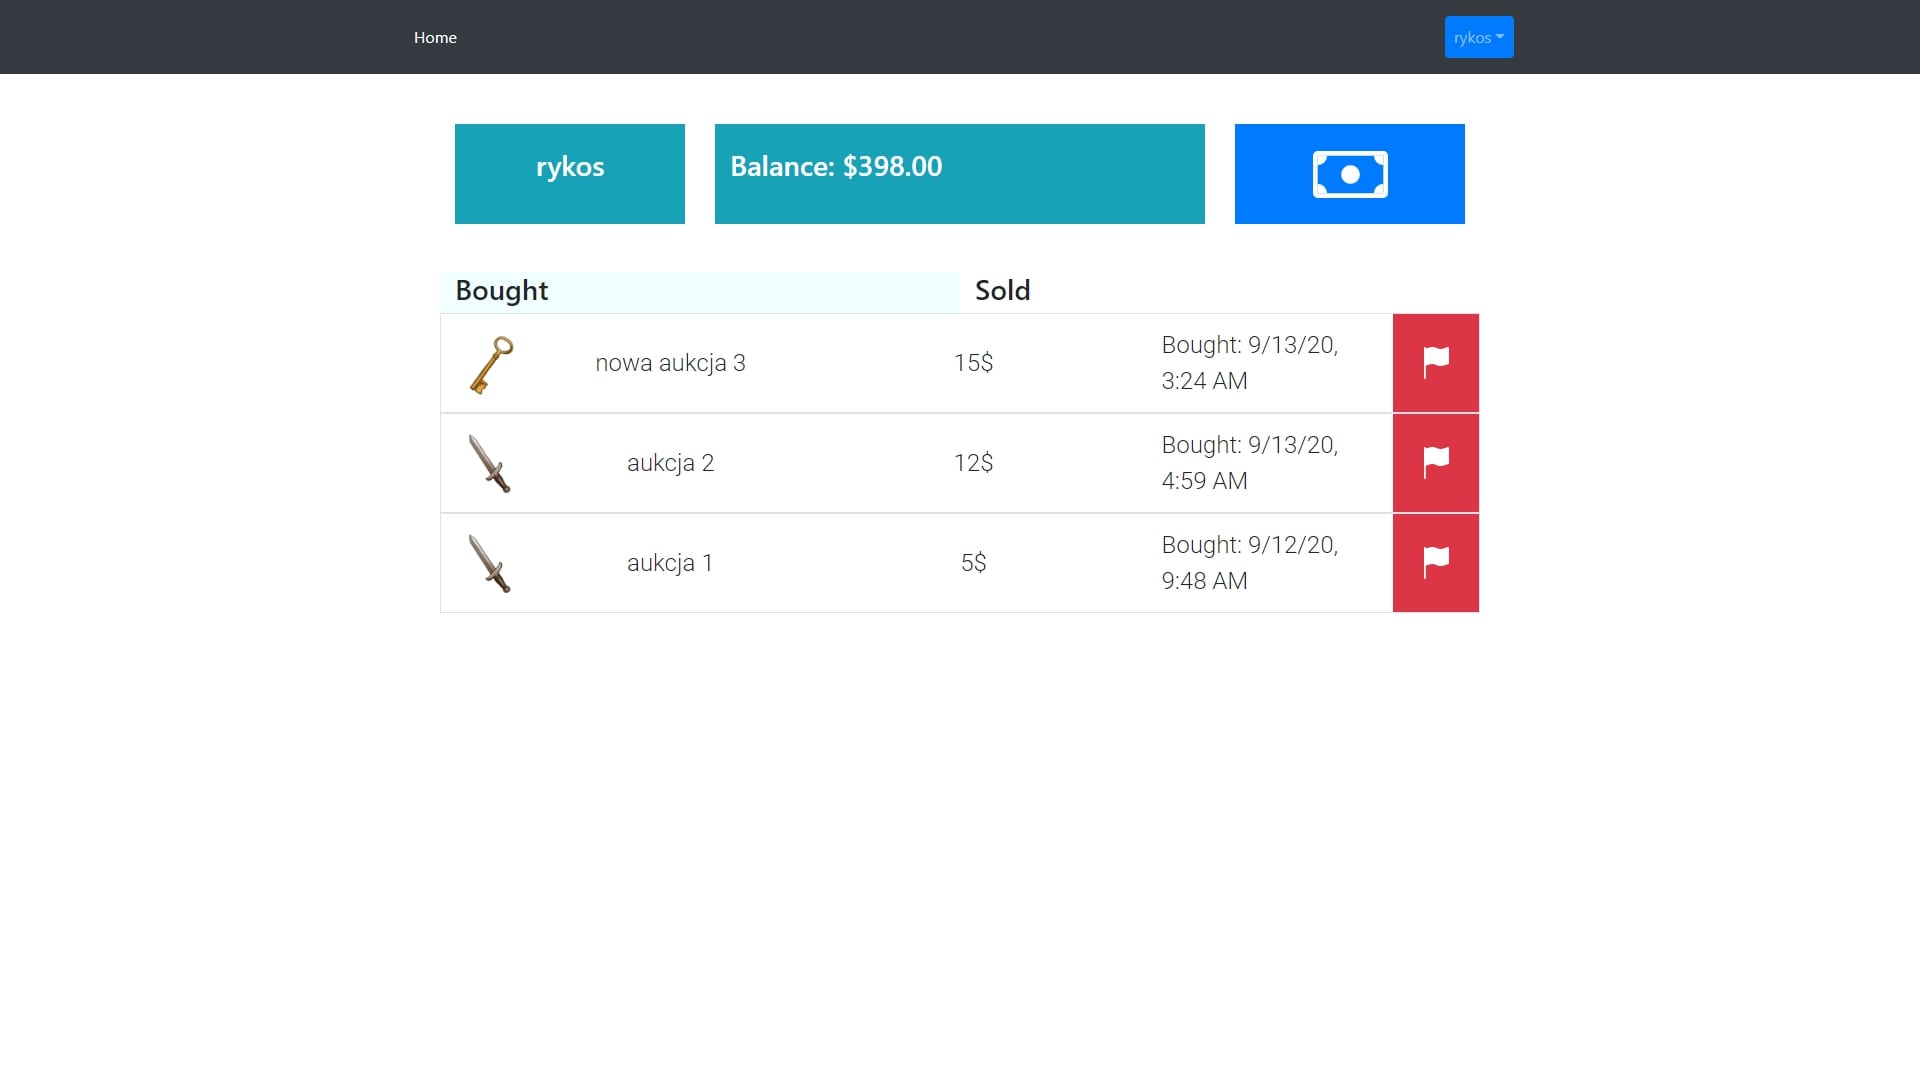 Home
rykos
rykos
Balance: $398.00
Bought
Sold
nowa aukcja 3
15$
Bought: 9/13/20,
3:24 AM
aukcja 2
12$
Bought: 9/13/20,
4:59 AM
aukcja 1
5$
Bought: 9/12/20,
9:48 AM